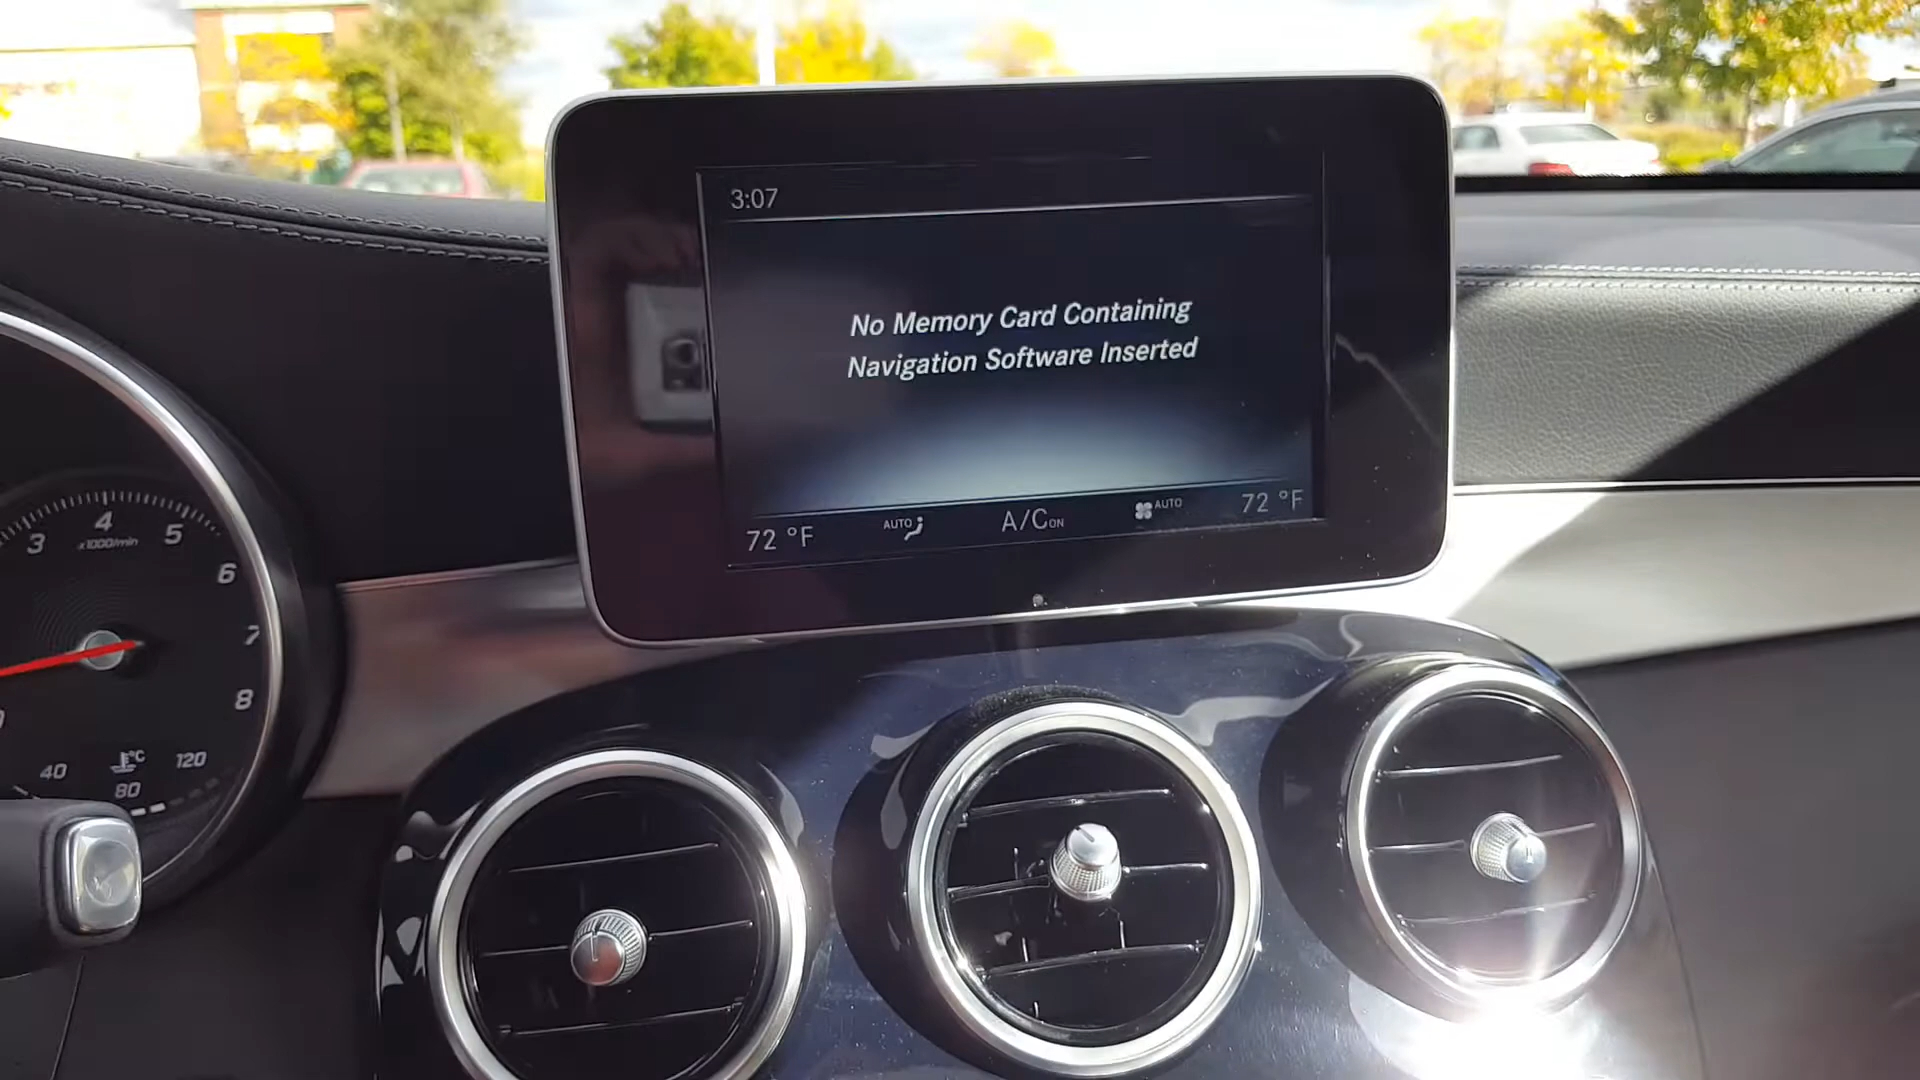 3:07
No Memory Card Containing
Navigation Software Inserted
72 °F AUTO A/C ON AUTO 72 °F
3 4 5 6 7 8
x1000/min
°C
40 80 120